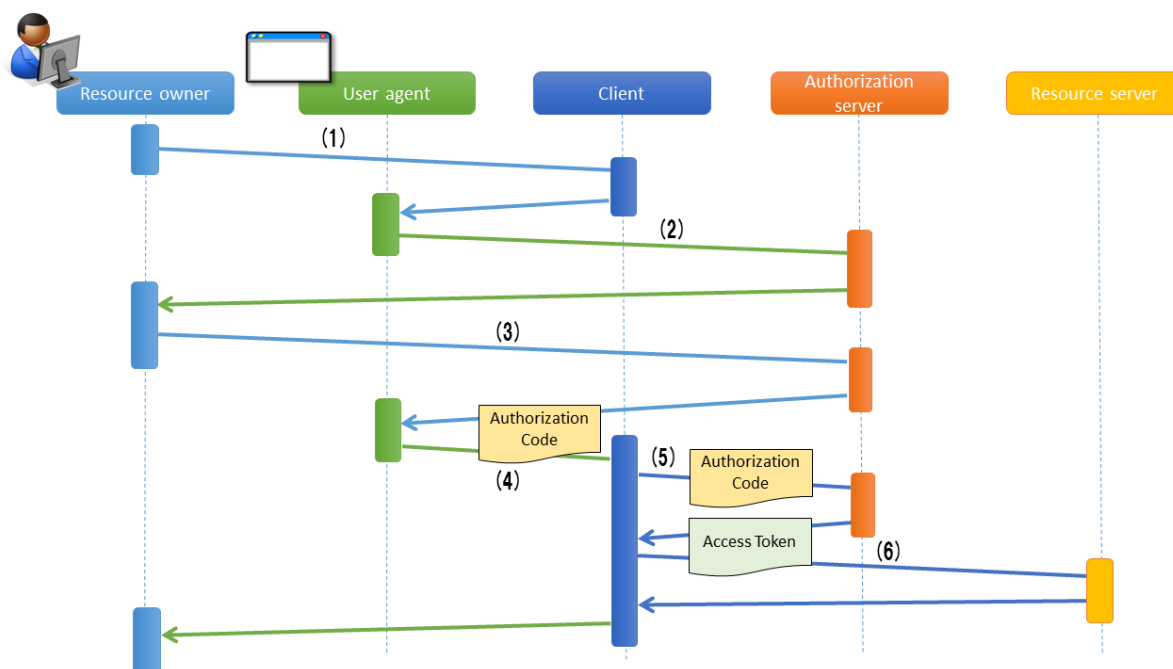 Resource owner
User agent
Client
Authorization
server
Resource server
(1)
(2)
(3)
Authorization
Code
(4)
(5)
Authorization
Code
Access Token
(6)